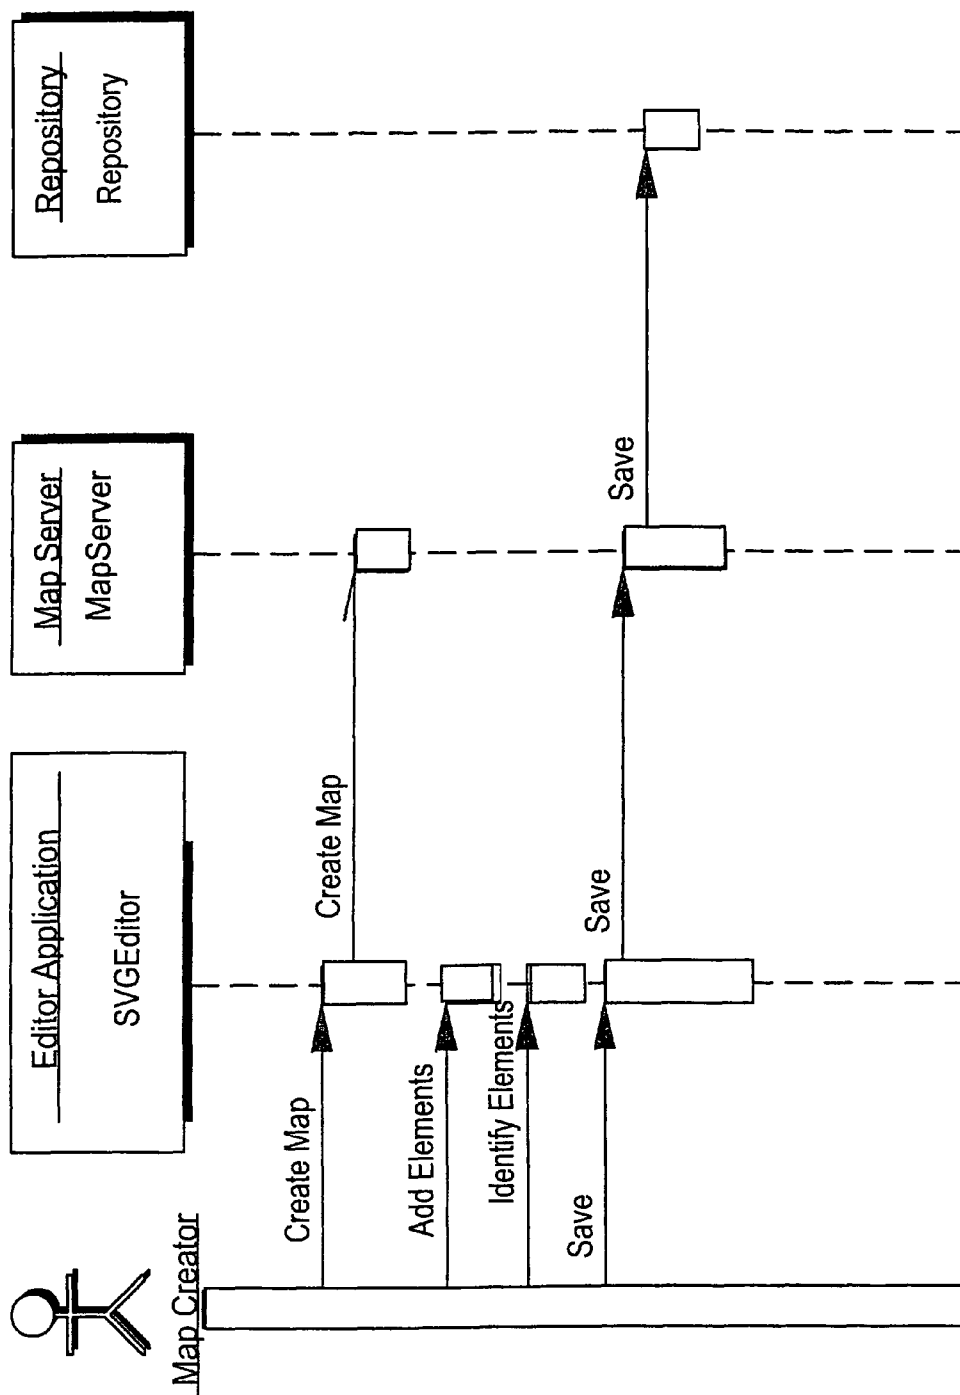 Map Creator
Editor Application
SVGEditor
Map Server
MapServer
Repository
Repository
Create Map
Create Map
Add Elements
Identify Elements
Save
Save
Save